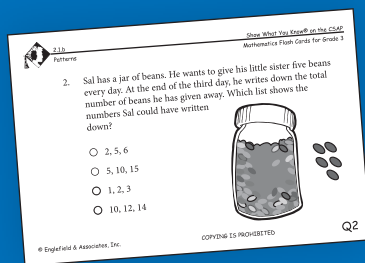 Show What You Know® on the CSAP
Mathematics Flash Cards for Grade 3
2.1.b
Patterns
2. Sal has a jar of beans. He wants to give his little sister five beans
every day. At the end of the third day, he writes down the total
number of beans he has given away. Which list shows the
numbers Sal could have written
down?
2, 5, 6
5, 10, 15
1, 2, 3
10, 12, 14
© Englefield & Associates, Inc.
COPYING IS PROHIBITED
Q2